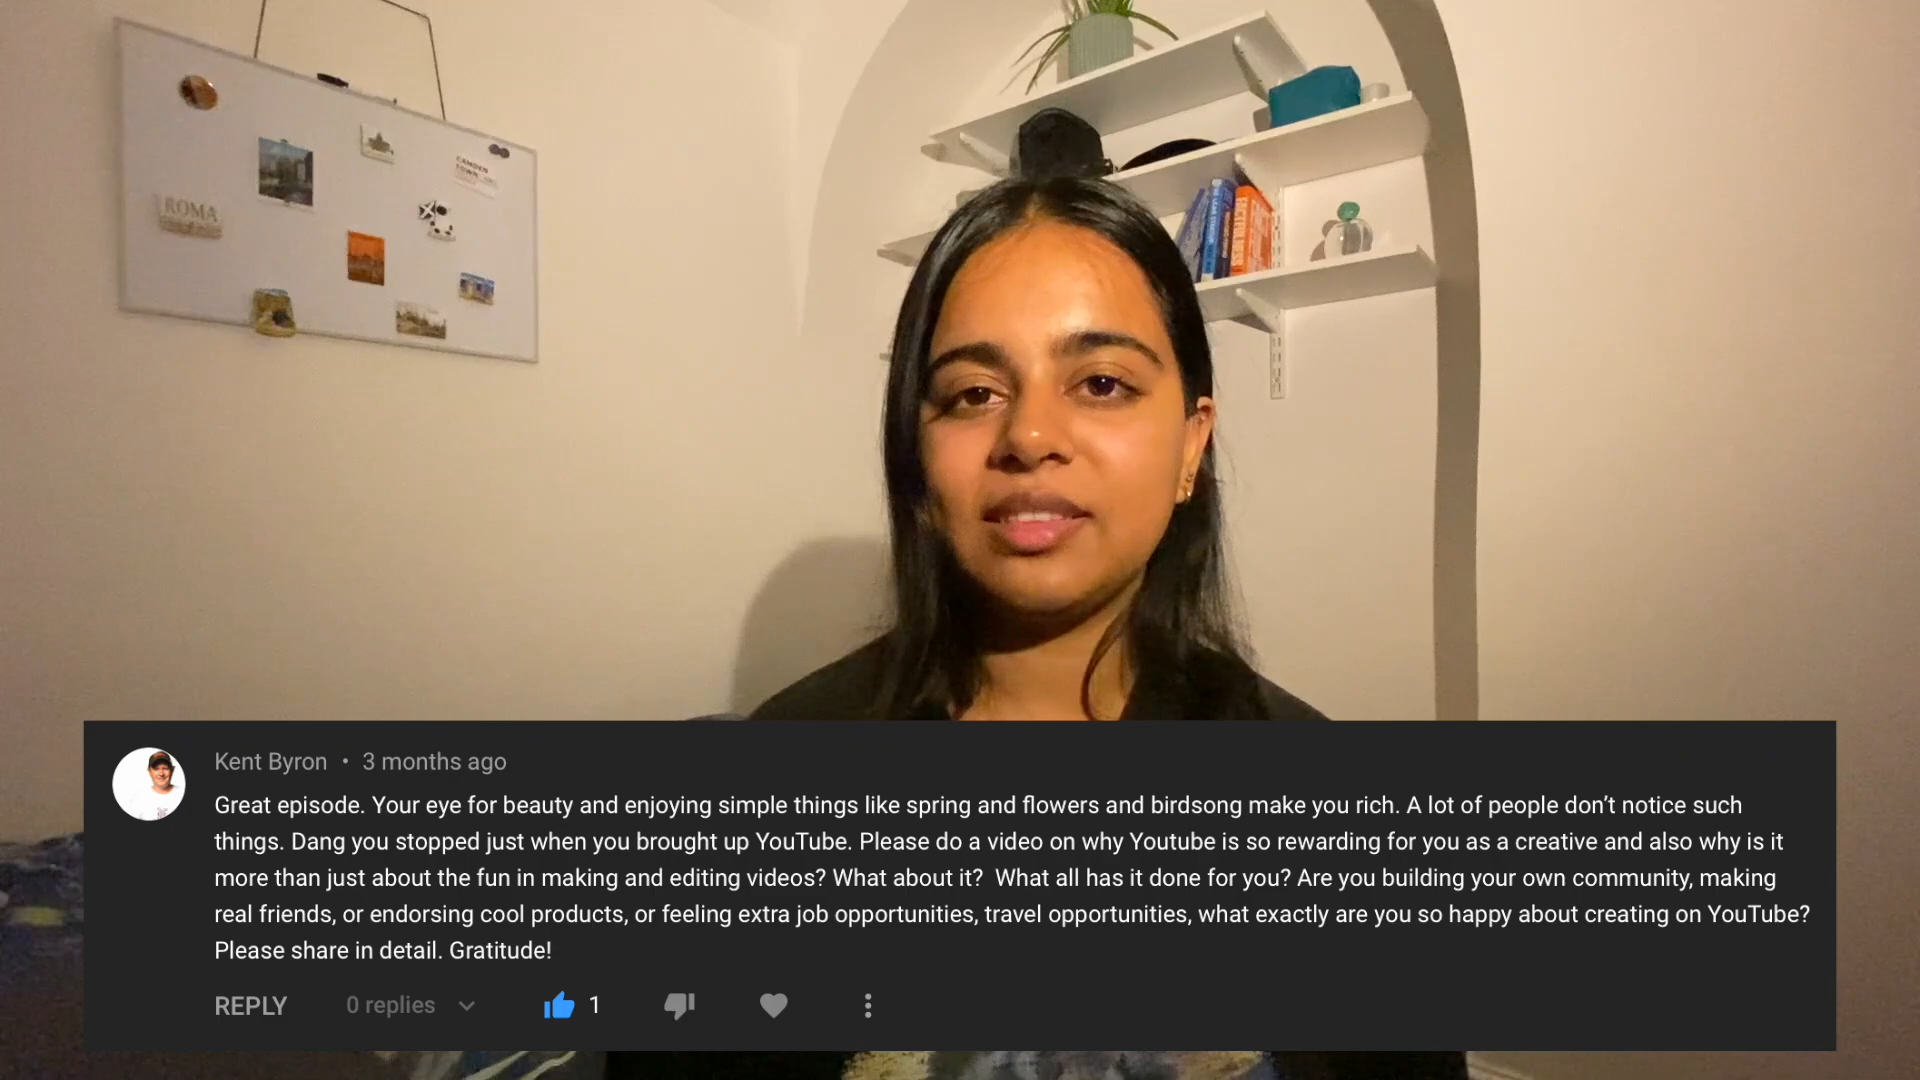 CAMDEN
TOWN
ROMA
Kent Byron • 3 months ago
Great episode. Your eye for beauty and enjoying simple things like spring and flowers and birdsong make you rich. A lot of people don’t notice such
things. Dang you stopped just when you brought up YouTube. Please do a video on why Youtube is so rewarding for you as a creative and also why is it
more than just about the fun in making and editing videos? What about it?  What all has it done for you? Are you building your own community, making
real friends, or endorsing cool products, or feeling extra job opportunities, travel opportunities, what exactly are you so happy about creating on YouTube?
Please share in detail. Gratitude!
REPLY 0 replies 1